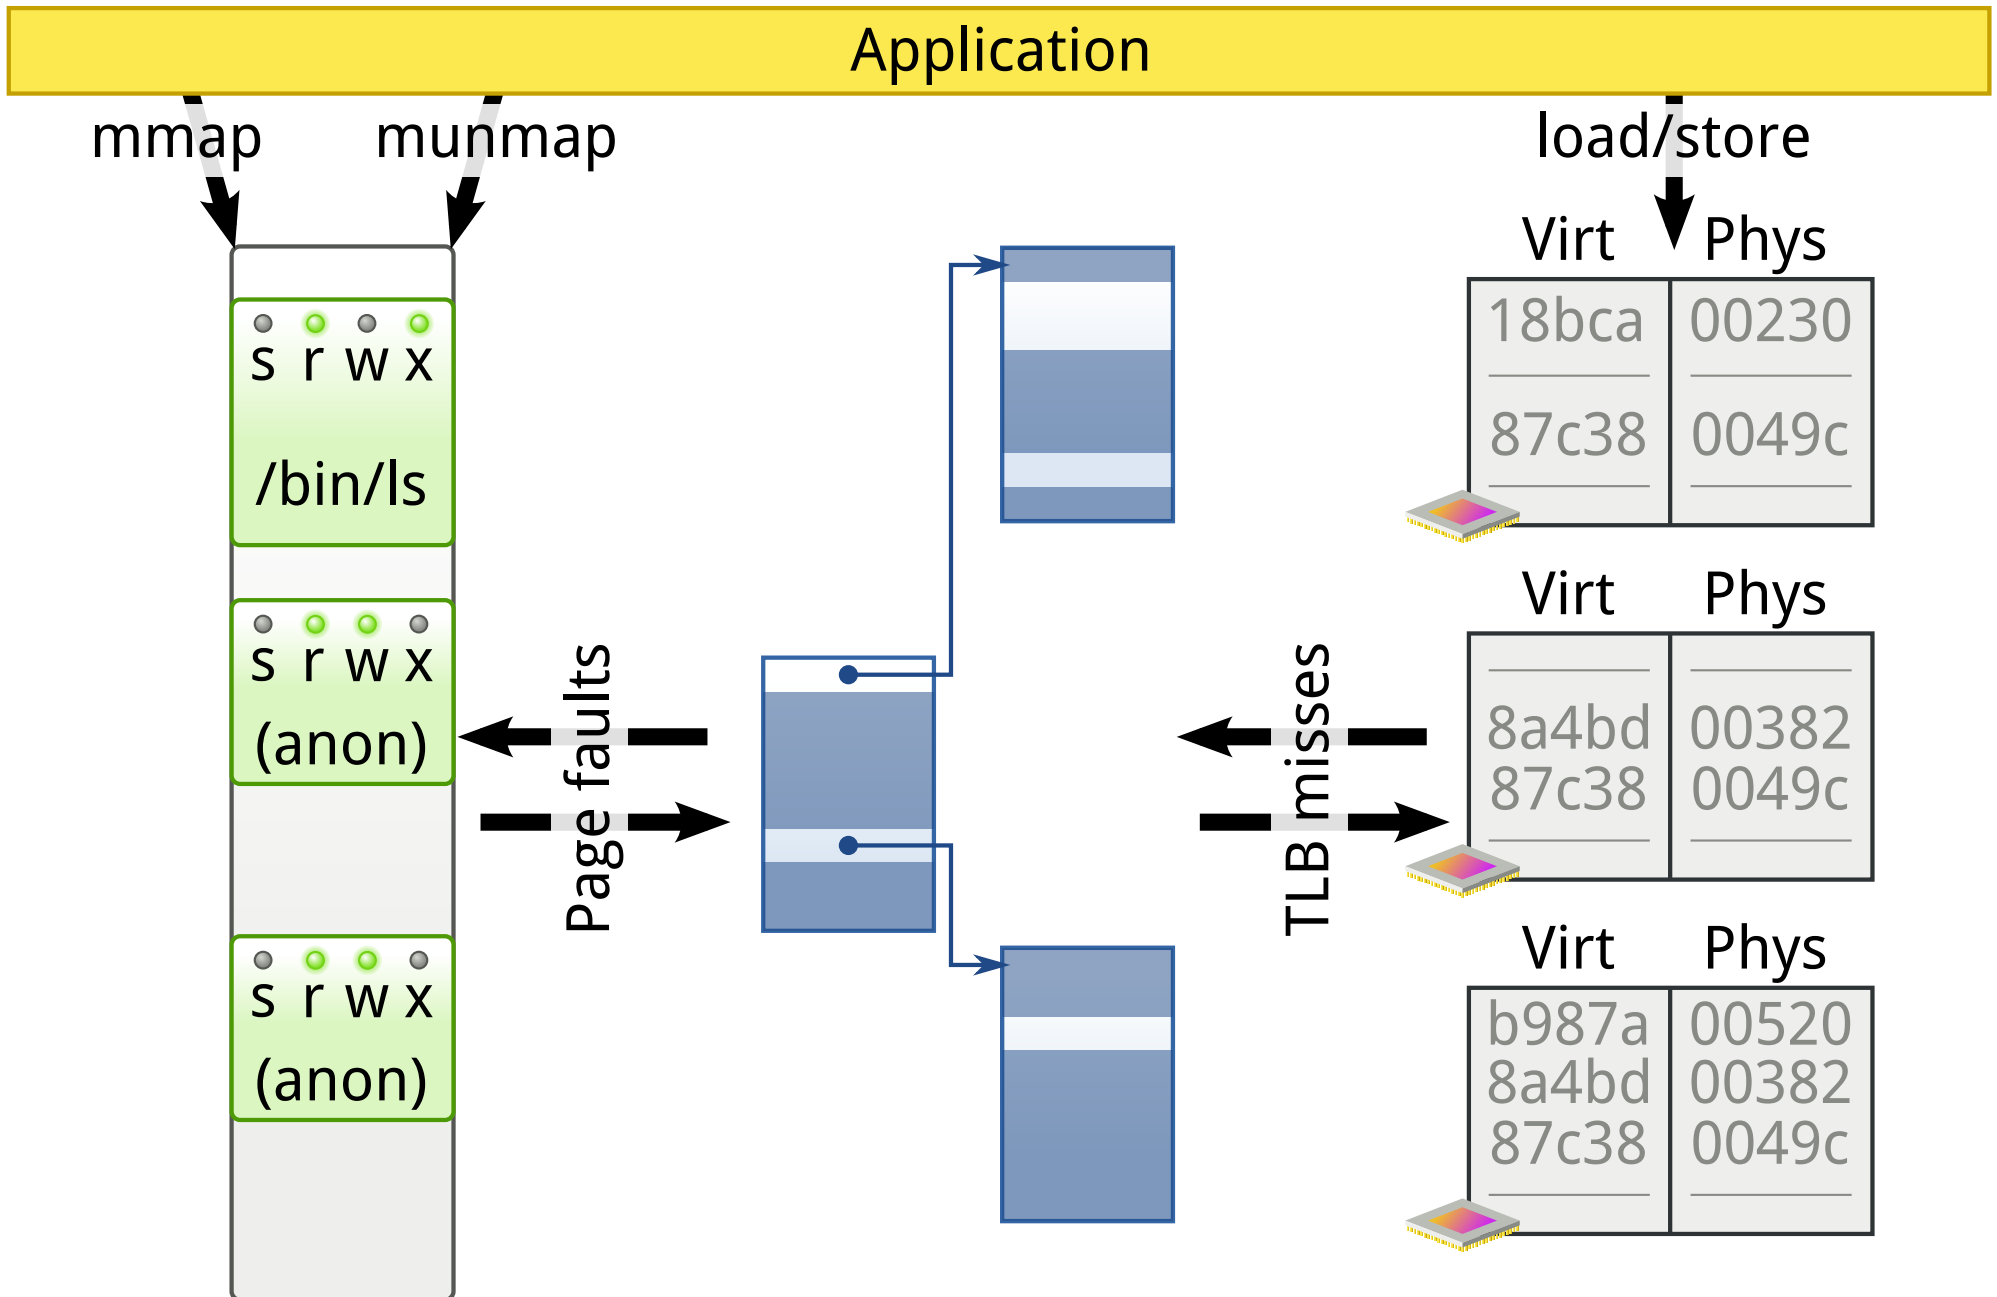 Application
mmap
munmap
load/store
s r w x
/bin/ls
s r w x
(anon)
s r w x
(anon)
Page faults
TLB misses
Virt Phys
18bca 00230
87c38 0049c
Virt Phys
8a4bd 00382
87c38 0049c
Virt Phys
b987a 00520
8a4bd 00382
87c38 0049c